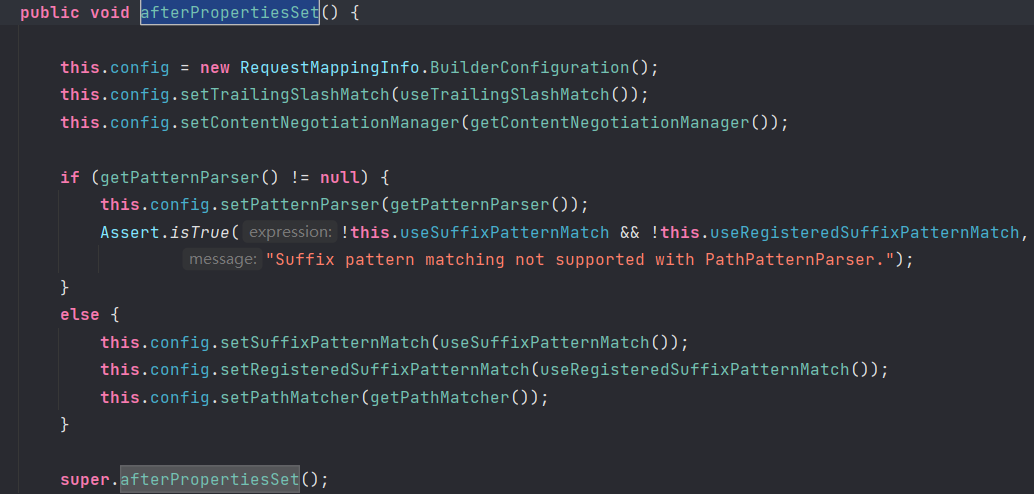 public void afterPropertiesSet() {
this.config = new RequestMappingInfo.BuilderConfiguration();
this.config.setTrailingSlashMatch(useTrailingSlashMatch());
this.config.setContentNegotiationManager(getContentNegotiationManager());
if (getPatternParser() != null) {
this.config.setPatternParser(getPatternParser());
Assert.isTrue( expression: !this.useSuffixPatternMatch && !this.useRegisteredSuffixPatternMatch,
message: "Suffix pattern matching not supported with PathPatternParser.");
}
else {
this.config.setSuffixPatternMatch(useSuffixPatternMatch());
this.config.setRegisteredSuffixPatternMatch(useRegisteredSuffixPatternMatch());
this.config.setPathMatcher(getPathMatcher());
}
super.afterPropertiesSet();